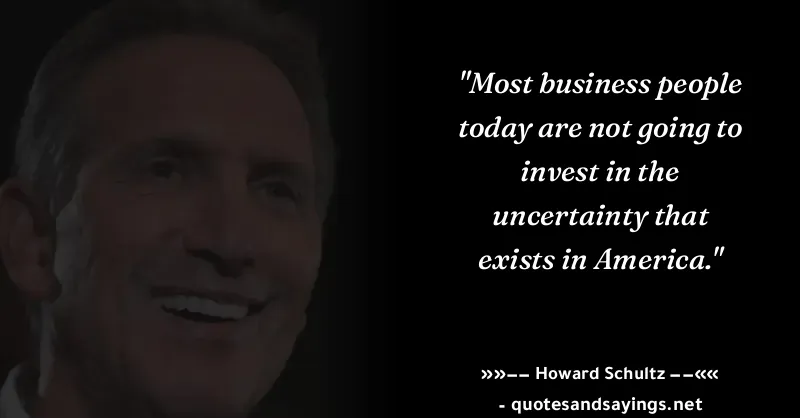 "Most business people
today are not going to
invest in the
uncertainty that
exists in America."
»»–– Howard Schultz ––««
- quotesandsayings.net